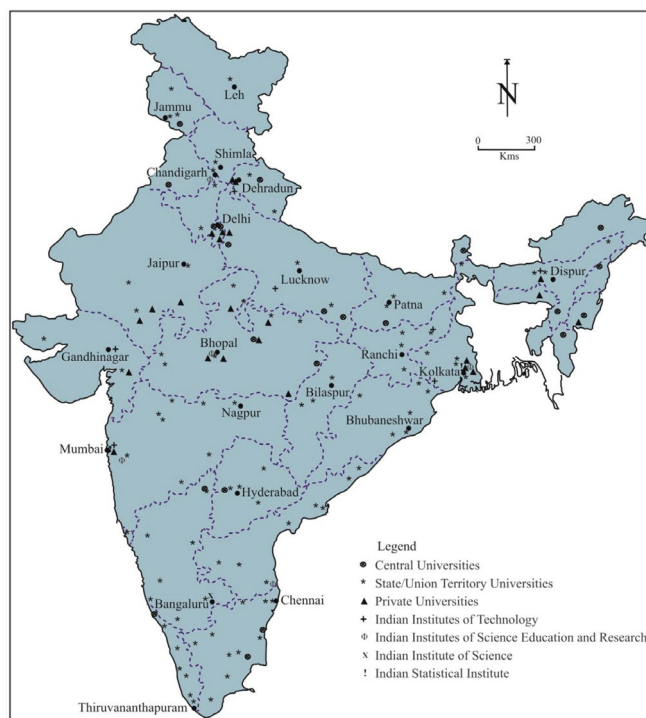 Leh
Jammu
N
Shimla
0 300
Kms
Chandigarh
Dehradun
Delhi
Jaipur
Lucknow
Dispur
Patna
Bhopal
Gandhinagar
Ranchi
Kolkata
Bilaspur
Nagpur
Bhubaneshwar
Mumbai
Hyderabad
Legend
Central Universities
State/Union Territory Universities
Private Universities
Bangaluru
Chennai
Indian Institutes of Technology
Indian Institutes of Science Education and Research
Indian Institute of Science
Indian Statistical Institute
Thiruvananthapuram